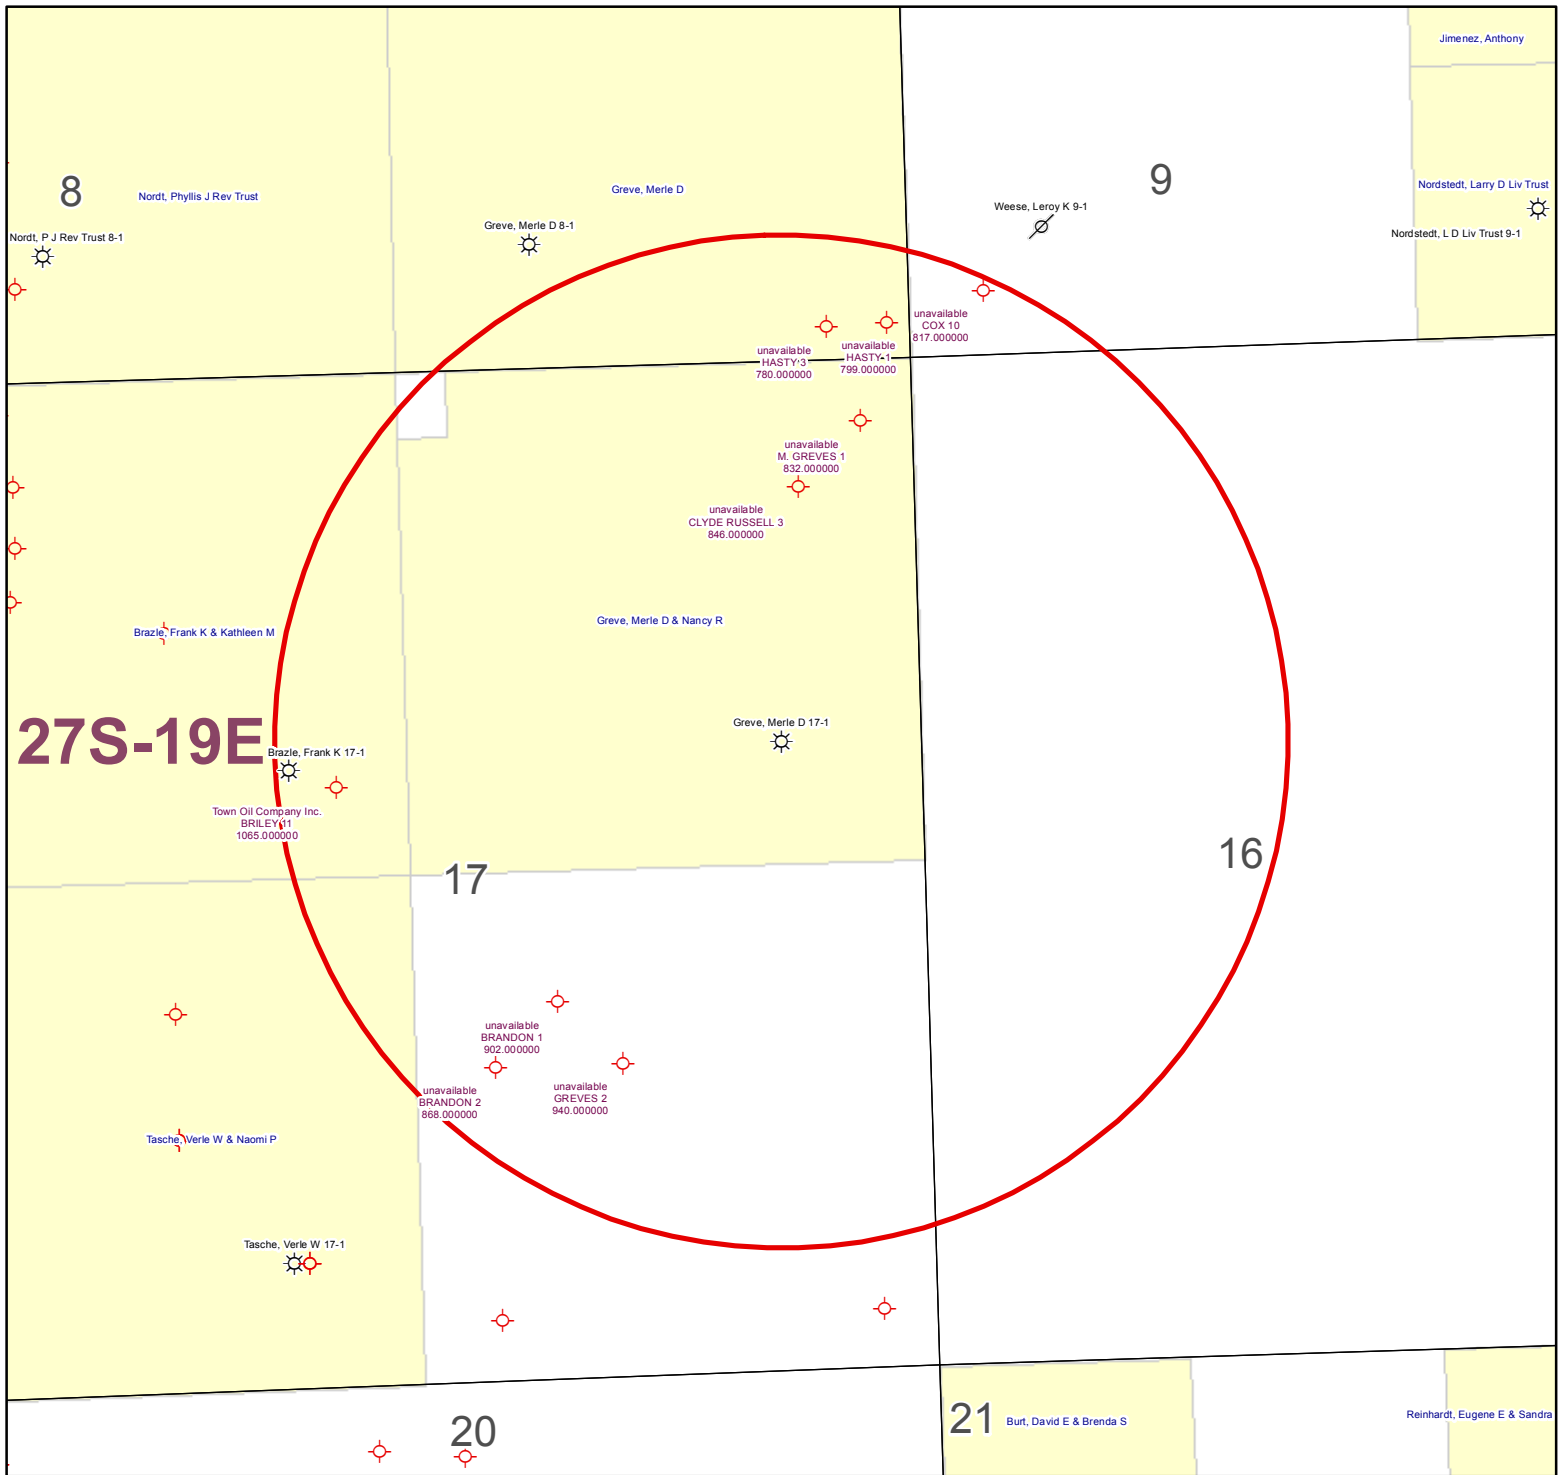 Jimenez, Anthony
8
9
Nordt, Phyllis J Rev Trust
Greve, Merle D
Nordstedt, Larry D Liv Trust
Weese, Leroy K 9-1
Greve, Merle D 8-1
Nordt, P J Rev Trust 8-1
Nordstedt, L D Liv Trust 9-1
unavailable
COX 10
817.000000
unavailable
HASTY 1
799.000000
unavailable
HASTY 3
780.000000
unavailable
M. GREVES 1
832.000000
unavailable
CLYDE RUSSELL 3
846.000000
Greve, Merle D & Nancy R
Brazle, Frank K & Kathleen M
27S-19E
Greve, Merle D 17-1
Brazle, Frank K 17-1
Town Oil Company Inc.
BRILEY 11
1065.000000
16
17
unavailable
BRANDON 1
902.000000
unavailable
BRANDON 2
868.000000
unavailable
GREVES 2
940.000000
Tasche, Verle W & Naomi P
Tasche, Verle W 17-1
20
21
Burt, David E & Brenda S
Reinhardt, Eugene E & Sandra